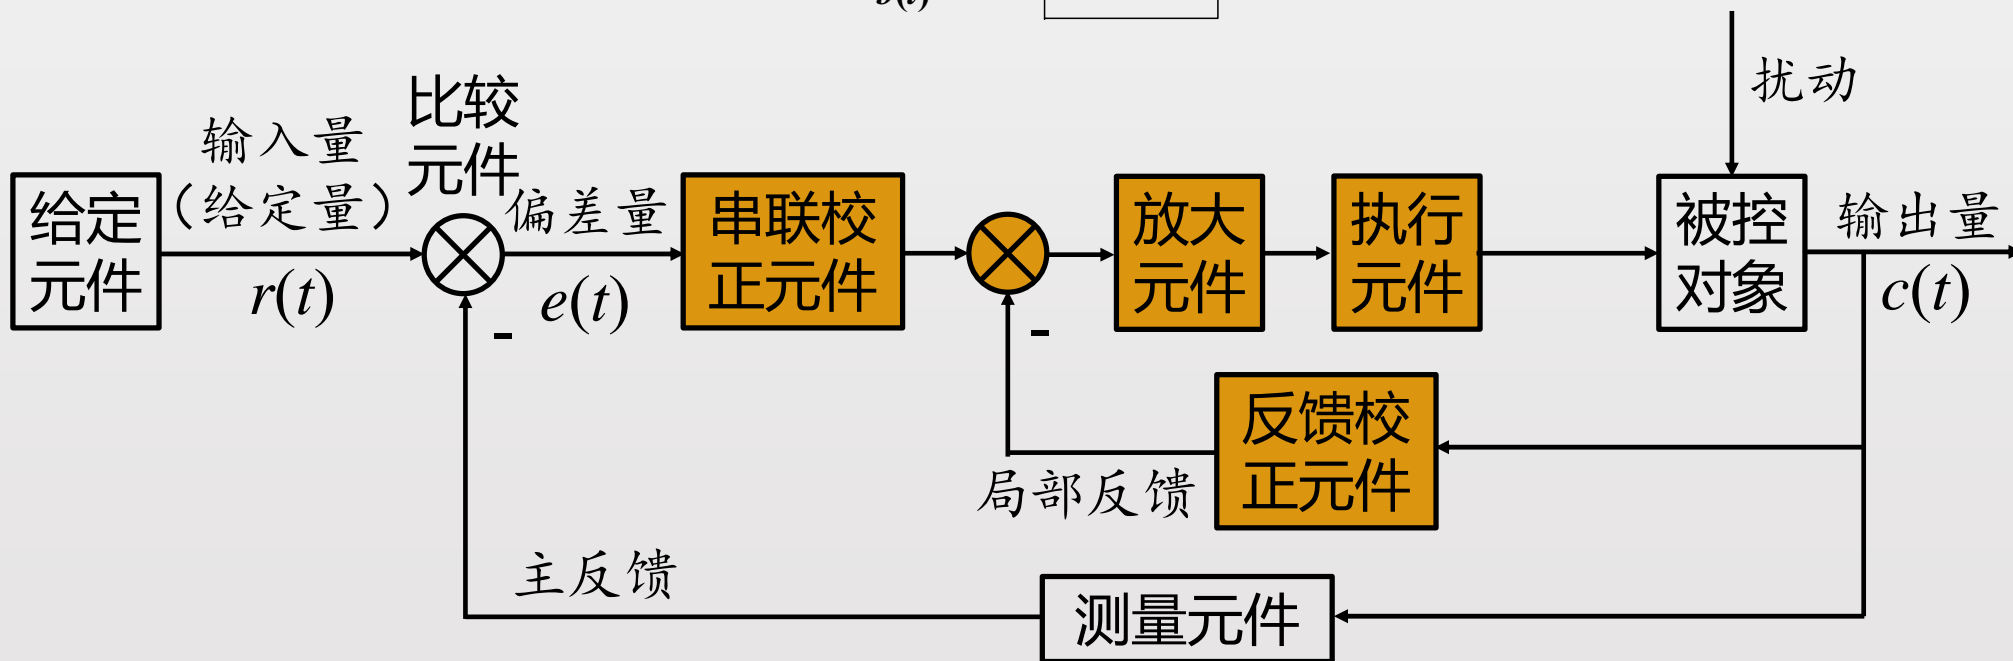 扰动
比较
元件
输入量
(给定量)
r(t)
给定
元件
偏差量
e(t)
串联校
正元件
放大
元件
执行
元件
被控
对象
输出量
c(t)
-
-
反馈校
正元件
局部反馈
主反馈
测量元件